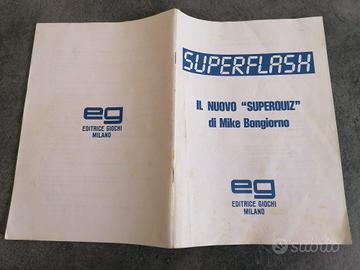 SUPERFLASH
IL NUOVO "SUPERQUIZ"
di Mike Bongiorno
eg
EDITRICE GIOCHI
MILANO
eg
EDITRICE GIOCHI
MILANO
subito